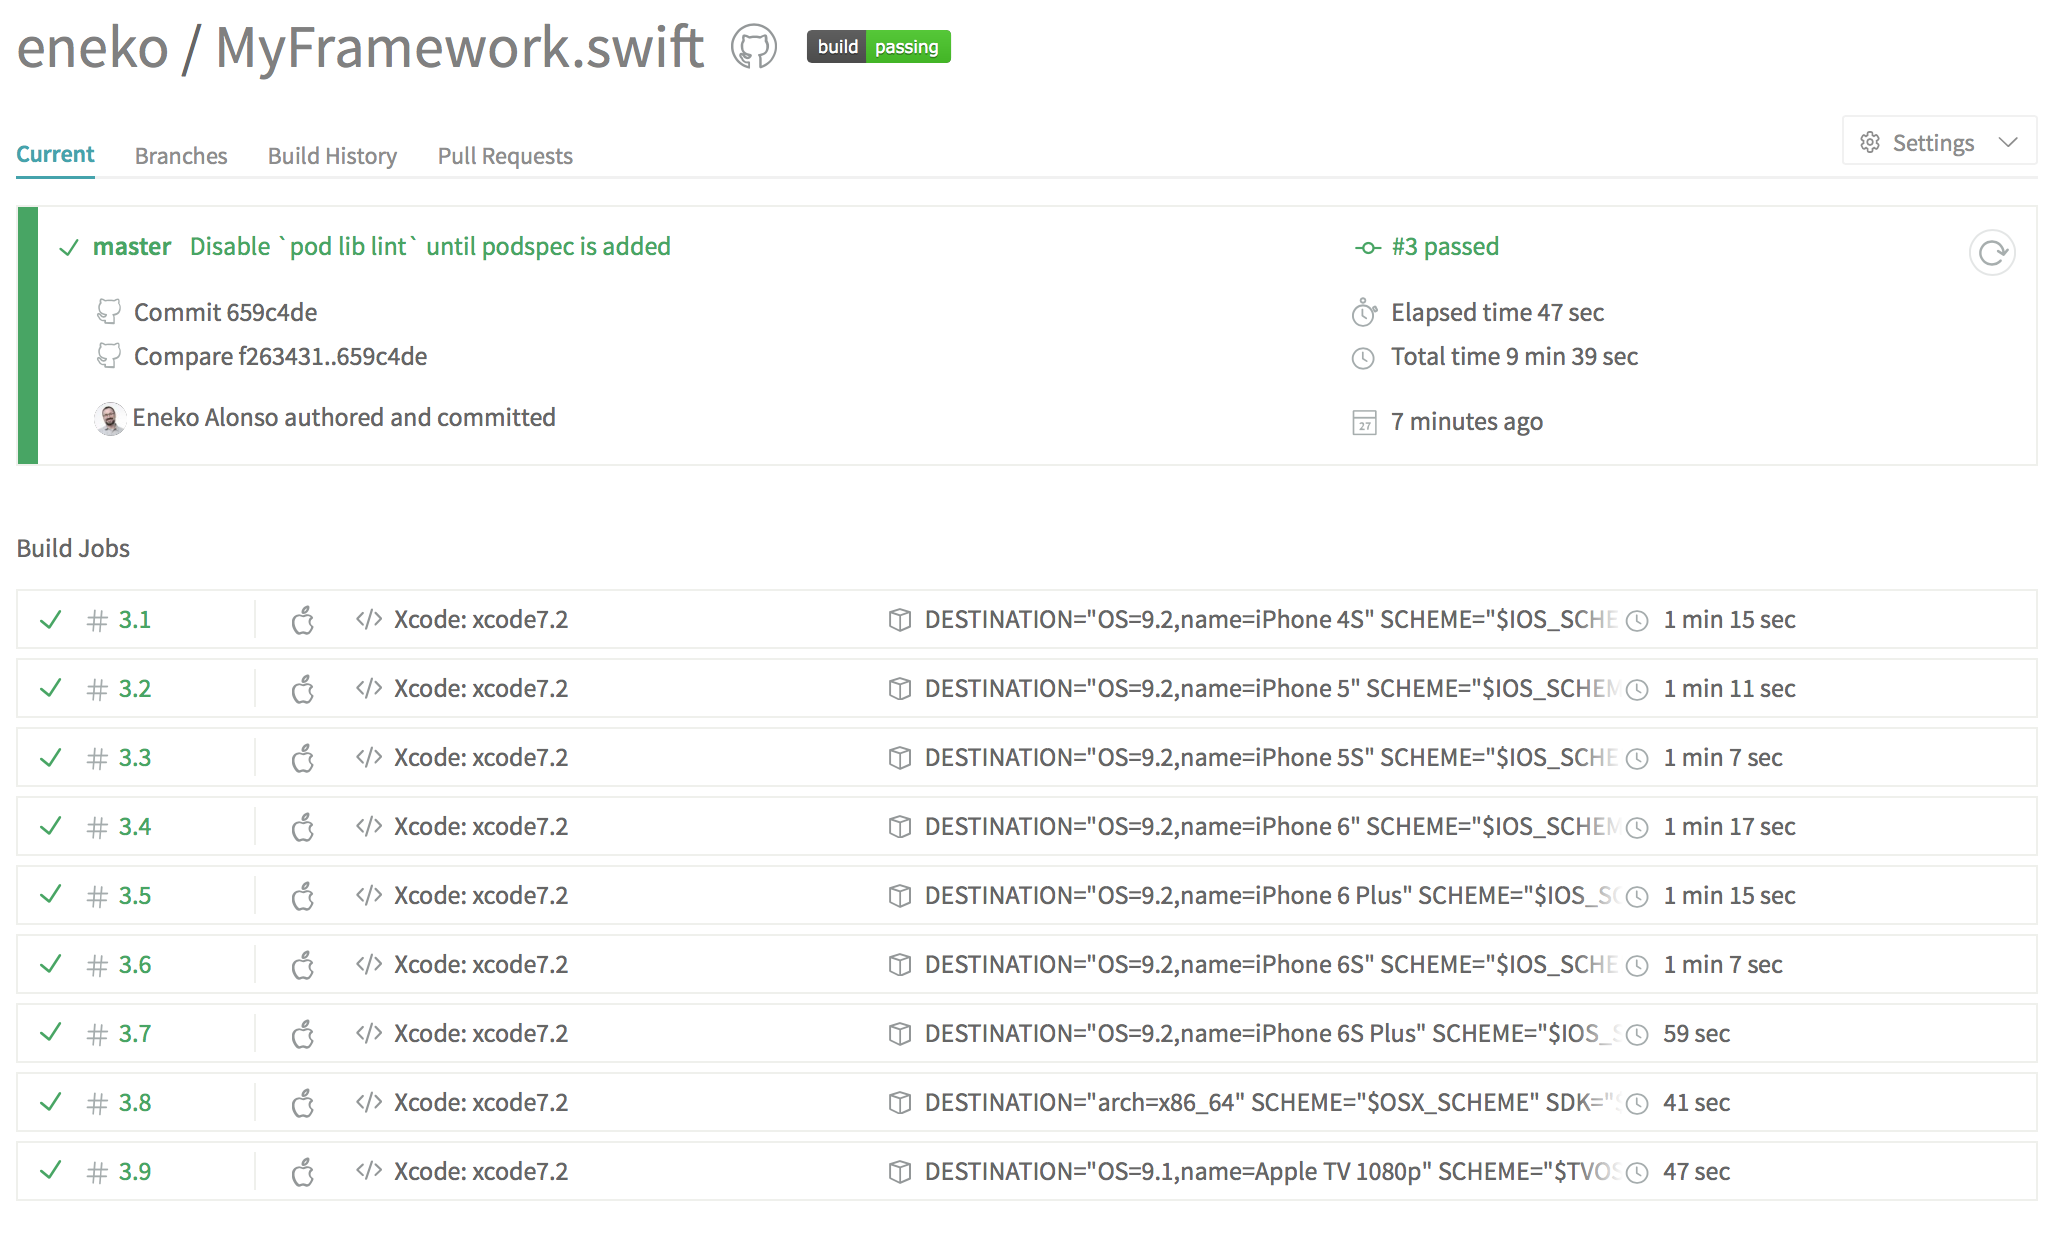 eneko / MyFramework.swift build passing
Current Branches Build History Pull Requests Settings
master Disable `pod lib lint` until podspec is added #3 passed
Commit 659c4de Elapsed time 47 sec
Compare f263431..659c4de Total time 9 min 39 sec
Eneko Alonso authored and committed 27 7 minutes ago
Build Jobs
# 3.1 </> Xcode: xcode7.2 DESTINATION="OS=9.2,name=iPhone 4S" SCHEME="$IOS_SCHE 1 min 15 sec
# 3.2 </> Xcode: xcode7.2 DESTINATION="OS=9.2,name=iPhone 5" SCHEME="$IOS_SCHEM 1 min 11 sec
# 3.3 </> Xcode: xcode7.2 DESTINATION="OS=9.2,name=iPhone 5S" SCHEME="$IOS_SCHE 1 min 7 sec
# 3.4 </> Xcode: xcode7.2 DESTINATION="OS=9.2,name=iPhone 6" SCHEME="$IOS_SCHEM 1 min 17 sec
# 3.5 </> Xcode: xcode7.2 DESTINATION="OS=9.2,name=iPhone 6 Plus" SCHEME="$IOS_SC 1 min 15 sec
# 3.6 </> Xcode: xcode7.2 DESTINATION="OS=9.2,name=iPhone 6S" SCHEME="$IOS_SCHE 1 min 7 sec
# 3.7 </> Xcode: xcode7.2 DESTINATION="OS=9.2,name=iPhone 6S Plus" SCHEME="$IOS_S 59 sec
# 3.8 </> Xcode: xcode7.2 DESTINATION="arch=x86_64" SCHEME="$OSX_SCHEME" SDK="$ 41 sec
# 3.9 </> Xcode: xcode7.2 DESTINATION="OS=9.1,name=Apple TV 1080p" SCHEME="$TVOS 47 sec